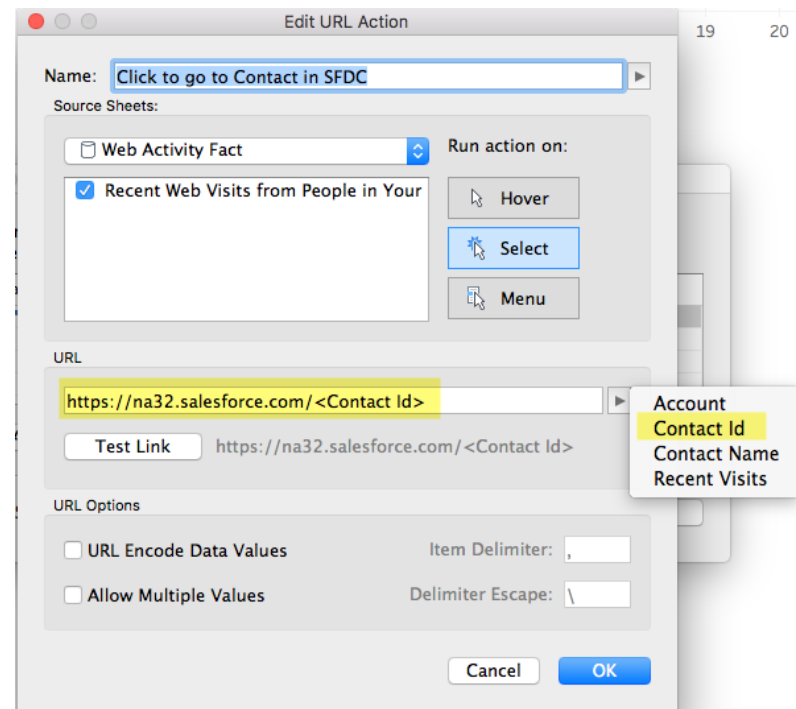 Edit URL Action
19 20
Name: Click to go to Contact in SFDC
Source Sheets:
Web Activity Fact
Run action on:
Recent Web Visits from People in Your
Hover
Select
Menu
URL
https://na32.salesforce.com/<Contact Id>
Test Link https://na32.salesforce.com/<Contact Id>
Account
Contact Id
Contact Name
Recent Visits
URL Options
URL Encode Data Values Item Delimiter: ,
Allow Multiple Values Delimiter Escape: \
Cancel OK